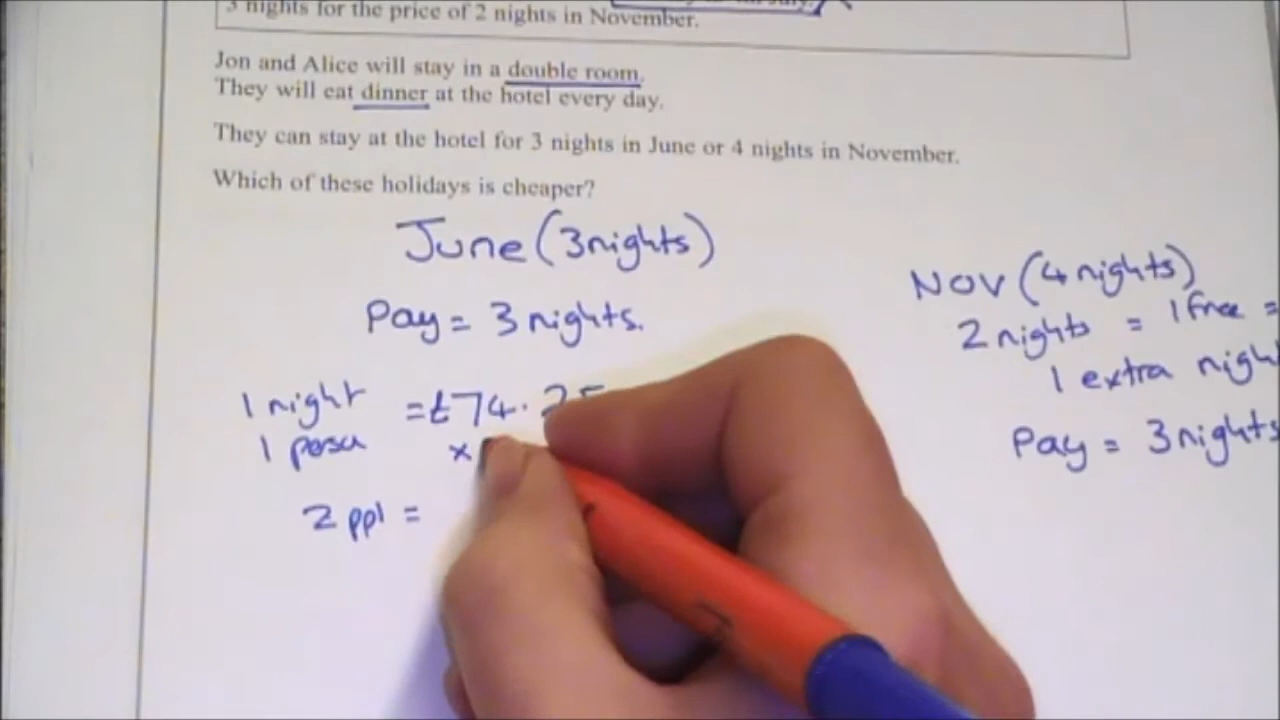 3 nights for the price of 2 nights in November.
Jon and Alice will stay in a double room.
They will eat dinner at the hotel every day.
They can stay at the hotel for 3 nights in June or 4 nights in November.
Which of these holidays is cheaper?
June (3 nights)
Pay = 3 nights.
1 night = £74.25
1 person ×
2 ppl =
Nov (4 nights)
2 nights = 1 free =
1 extra nigh
Pay = 3 nights